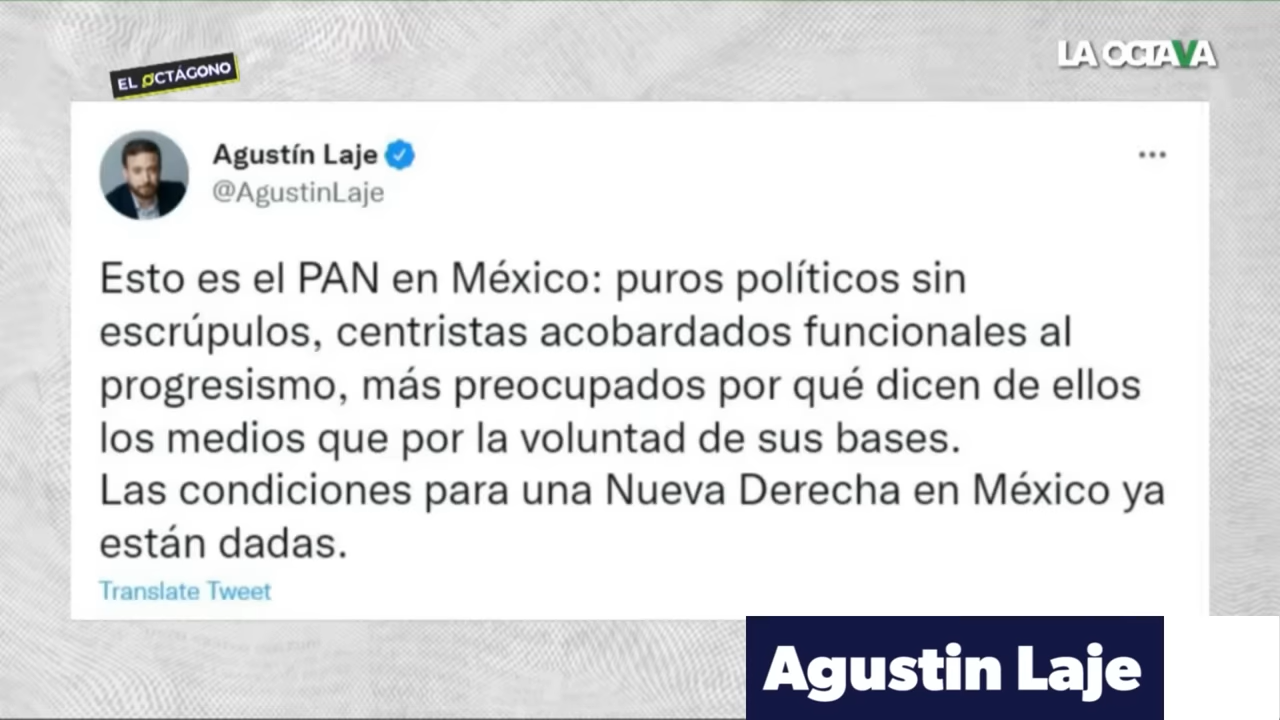 EL OCTÁGONO
LA OCTAVA
Agustín Laje
@AgustinLaje
Esto es el PAN en México: puros políticos sin
escrúpulos, centristas acobardados funcionales al
progresismo, más preocupados por qué dicen de ellos
los medios que por la voluntad de sus bases.
Las condiciones para una Nueva Derecha en México ya
están dadas.
Translate Tweet
Agustin Laje